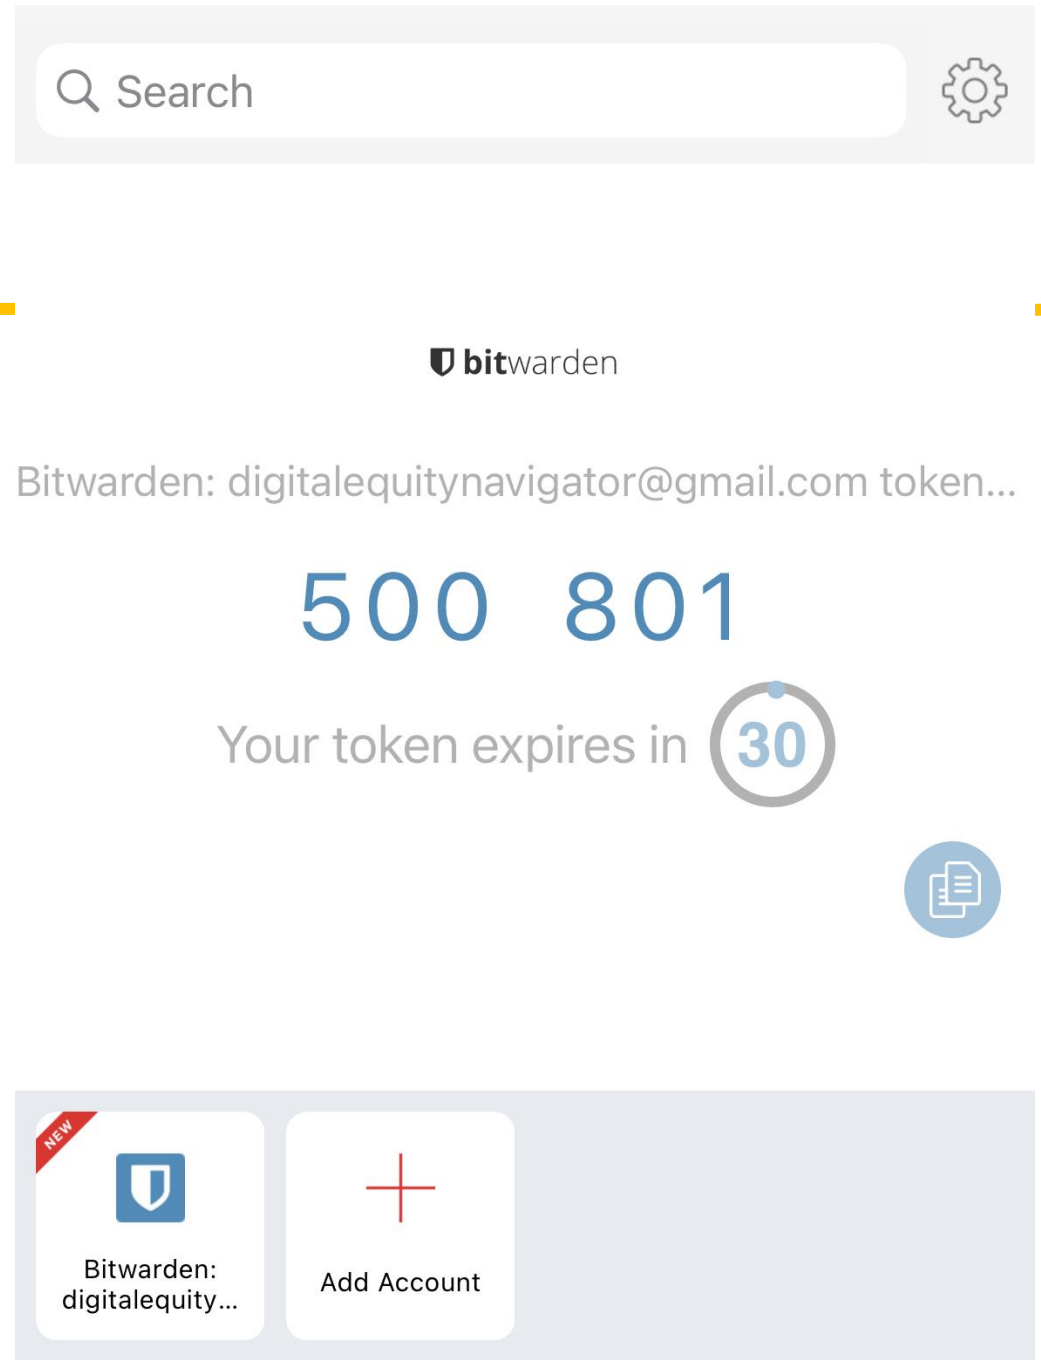 Search
bitwarden
Bitwarden: digitalequitynavigator@gmail.com token...
500 801
Your token expires in 30
NEW
Bitwarden:
digitalequity...
Add Account